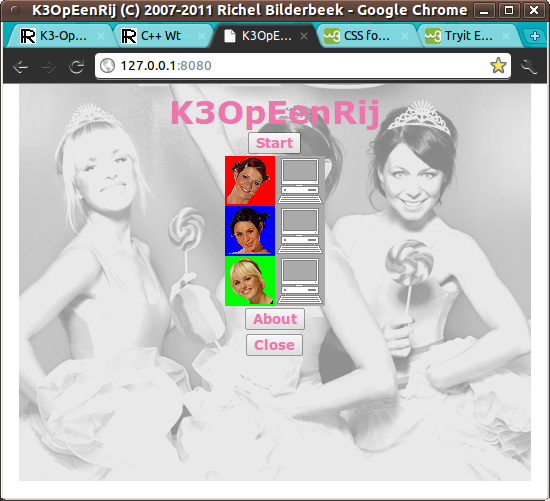 K3OpEenRij (C) 2007-2011 Richel Bilderbeek - Google Chrome
K3-Op... C++ Wt K3OpE... CSS fo... Tryit E...
127.0.0.1:8080
K3OpEenRij
Start
About
Close